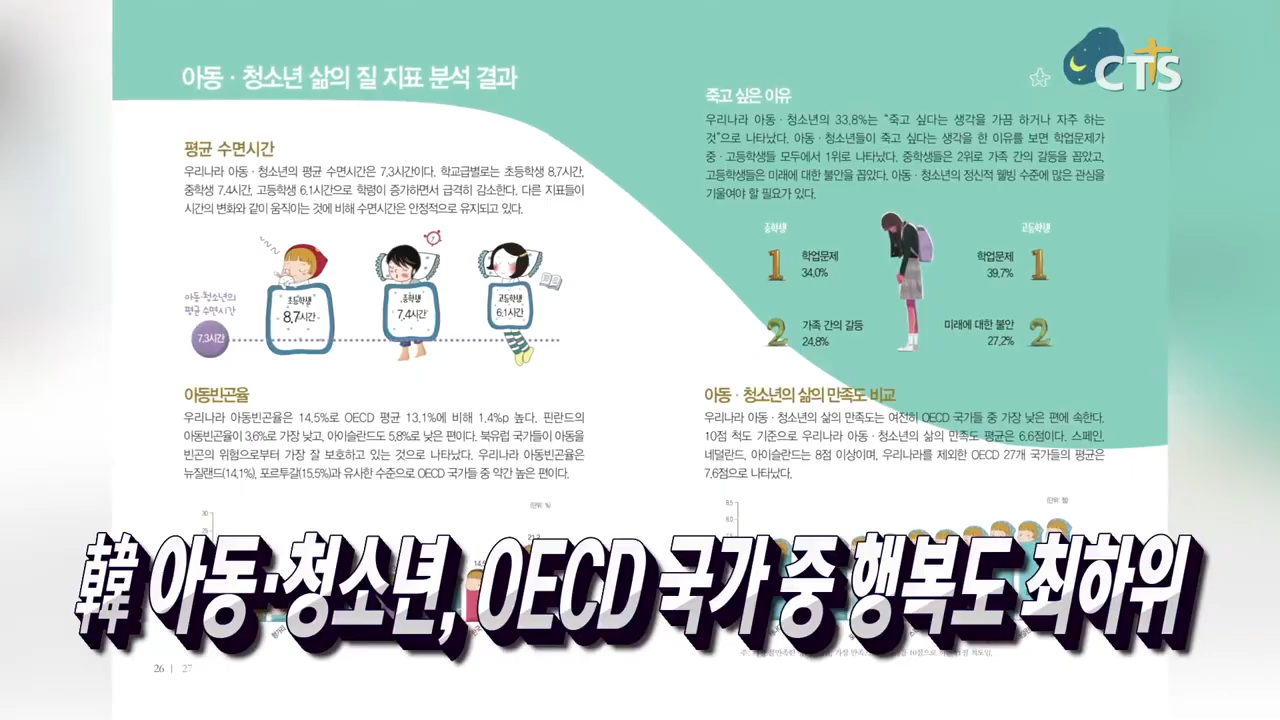 CTS
아동 · 청소년 삶의 질 지표 분석 결과
평균 수면시간
우리나라 아동 · 청소년의 평균 수면시간은 7.3시간이다. 학교급별로는 초등학생 8.7시간,
중학생 7.4시간, 고등학생 6.1시간으로 학령이 증가하면서 급격히 감소한다. 다른 지표들이
시간의 변화와 같이 움직이는 것에 비해 수면시간은 안정적으로 유지되고 있다.
아동·청소년의
평균 수면시간
7.3시간
초등학생
8.7시간
중학생
7.4시간
고등학생
6.1시간
아동빈곤율
우리나라 아동빈곤율은 14.5%로 OECD 평균 13.1%에 비해 1.4%p 높다. 핀란드의
아동빈곤율이 3.6%로 가장 낮고, 아이슬란드도 5.8%로 낮은 편이다. 북유럽 국가들이 아동을
빈곤의 위험으로부터 가장 잘 보호하고 있는 것으로 나타났다. 우리나라 아동빈곤율은
뉴질랜드(14.1%), 포르투갈(15.5%)과 유사한 수준으로 OECD 국가들 중 약간 높은 편이다.
(단위: %)
30
죽고 싶은 이유
우리나라 아동 · 청소년의 33.8%는 “죽고 싶다는 생각을 가끔 하거나 자주 하는
것”으로 나타났다. 아동 · 청소년들이 죽고 싶다는 생각을 한 이유를 보면 학업문제가
중 · 고등학생들 모두에서 1위로 나타났다. 중학생들은 2위로 가족 간의 갈등을 꼽았고,
고등학생들은 미래에 대한 불안을 꼽았다. 아동 · 청소년의 정신적 웰빙 수준에 많은 관심을
기울여야 할 필요가 있다.
중학생
1 학업문제
34.0%
2 가족 간의 갈등
24.8%
고등학생
학업문제 1
39.7%
미래에 대한 불안 2
27.2%
아동 · 청소년의 삶의 만족도 비교
우리나라 아동 · 청소년의 삶의 만족도는 여전히 OECD 국가들 중 가장 낮은 편에 속한다.
10점 척도 기준으로 우리나라 아동 · 청소년의 삶의 만족도 평균은 6.6점이다. 스페인,
네덜란드, 아이슬란드는 8점 이상이며, 우리나라를 제외한 OECD 27개 국가들의 평균은
7.6점으로 나타났다.
(단위: 점)
8.5
8.0
韓 아동·청소년, OECD 국가 중 행복도 최하위
26 | 27